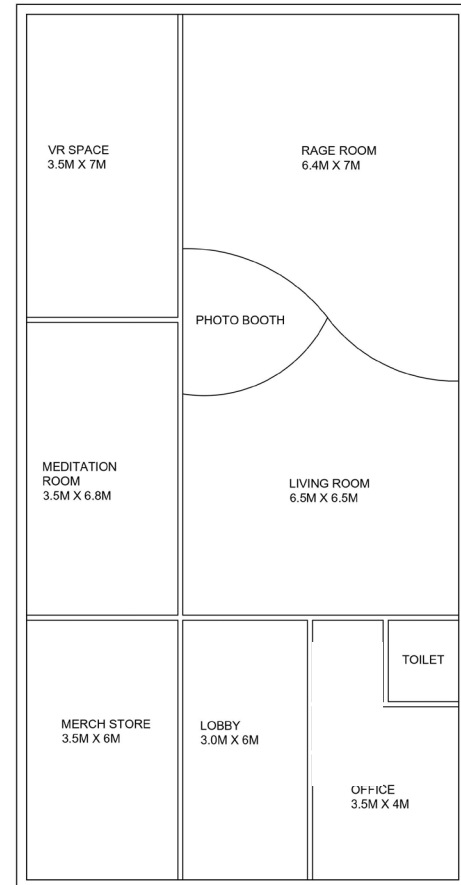 VR SPACE
3.5M X 7M
RAGE ROOM
6.4M X 7M
PHOTO BOOTH
MEDITATION
ROOM
3.5M X 6.8M
LIVING ROOM
6.5M X 6.5M
TOILET
MERCH STORE
3.5M X 6M
LOBBY
3.0M X 6M
OFFICE
3.5M X 4M